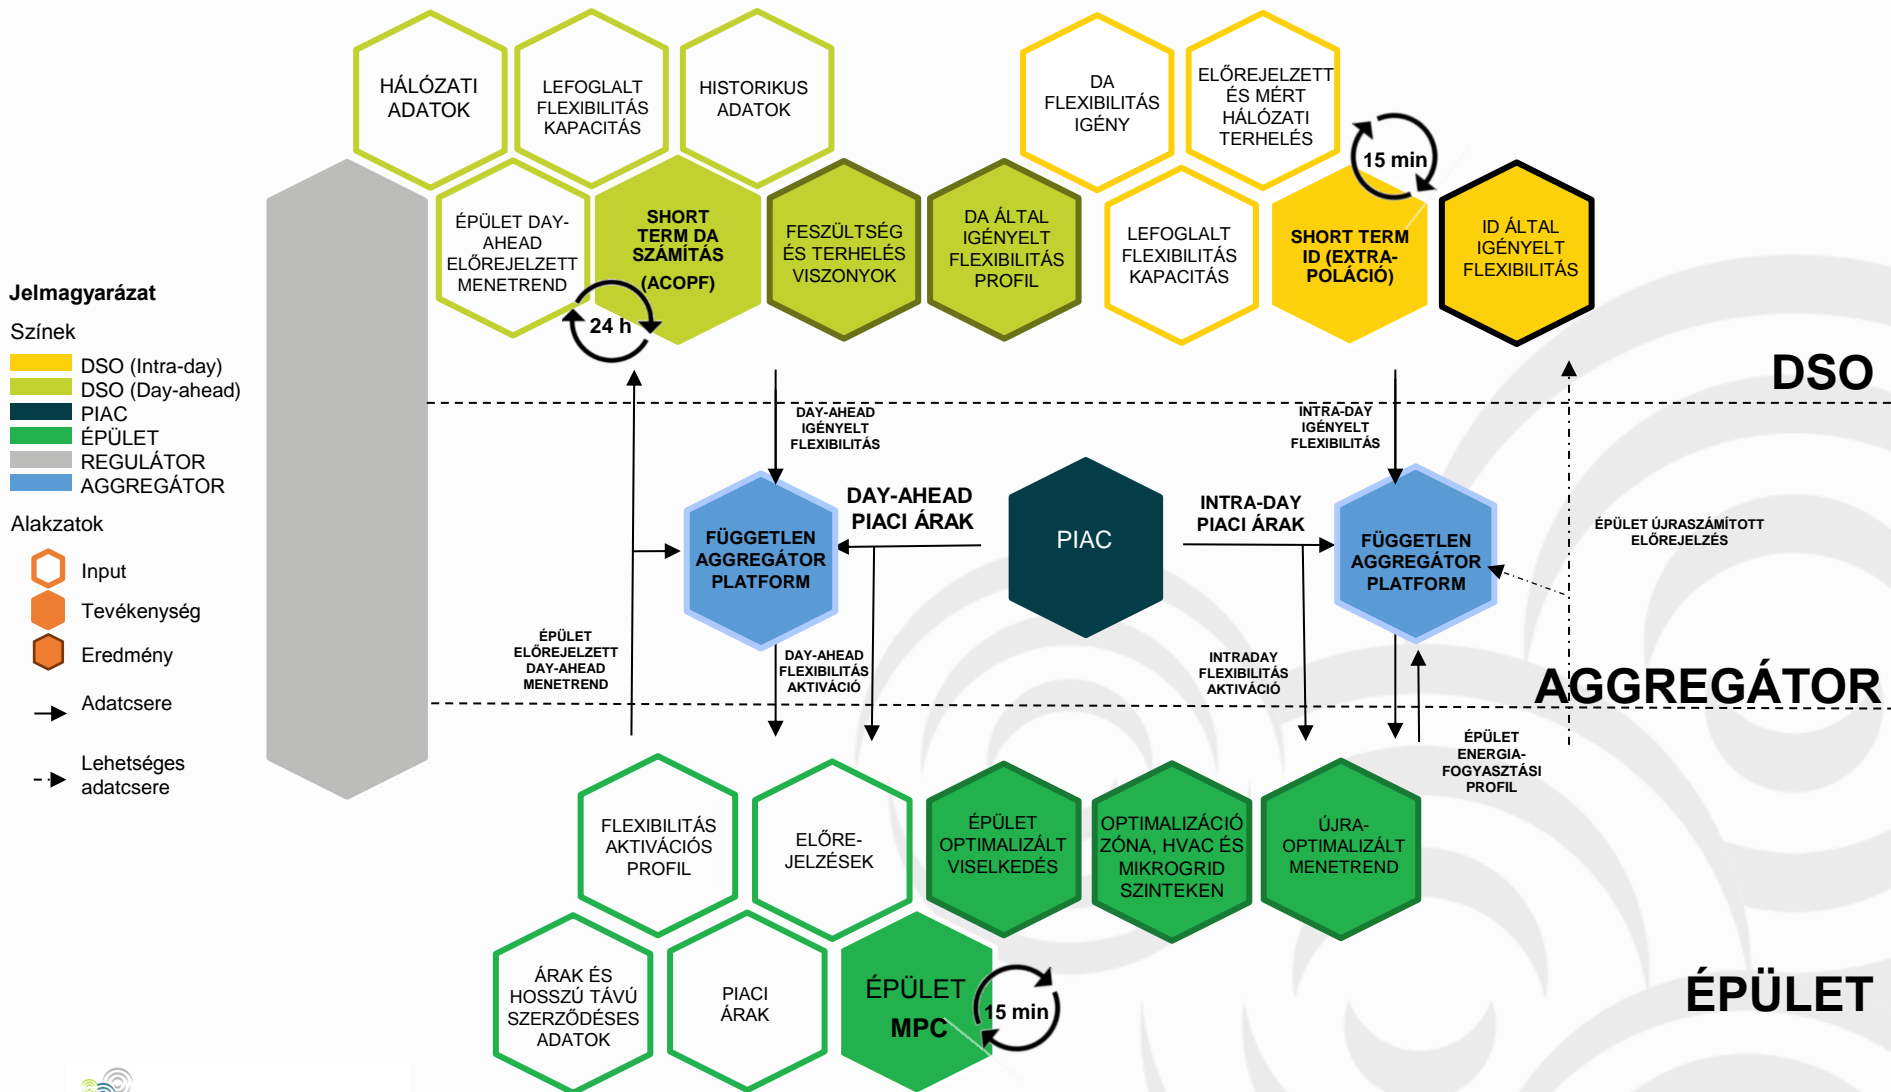 HÁLÓZATI
ADATOK
LEFOGLALT
FLEXIBILITÁS
KAPACITÁS
HISTORIKUS
ADATOK
DA
FLEXIBILITÁS
IGÉNY
ELŐREJELZETT
ÉS MÉRT
HÁLÓZATI
TERHELÉS
15 min
ÉPÜLET DAY-
AHEAD
ELŐREJELZETT
MENETREND
SHORT
TERM DA
SZÁMÍTÁS
(ACOPF)
24 h
FESZÜLTSÉG
ÉS TERHELÉS
VISZONYOK
DA ÁLTAL
IGÉNYELT
FLEXIBILITÁS
PROFIL
LEFOGLALT
FLEXIBILITÁS
KAPACITÁS
SHORT TERM
ID (EXTRA-
POLÁCIÓ)
ID ÁLTAL
IGÉNYELT
FLEXIBILITÁS
Jelmagyarázat
Színek
DSO (Intra-day)
DSO (Day-ahead)
PIAC
ÉPÜLET
REGULÁTOR
AGGREGÁTOR
Alakzatok
Input
Tevékenység
Eredmény
Adatcsere
Lehetséges
adatcsere
DSO
DAY-AHEAD
IGÉNYELT
FLEXIBILITÁS
INTRA-DAY
IGÉNYELT
FLEXIBILITÁS
FÜGGETLEN
AGGREGÁTOR
PLATFORM
DAY-AHEAD
PIACI ÁRAK
PIAC
INTRA-DAY
PIACI ÁRAK
FÜGGETLEN
AGGREGÁTOR
PLATFORM
ÉPÜLET ÚJRASZÁMÍTOTT
ELŐREJELZÉS
ÉPÜLET
ELŐREJELZETT
DAY-AHEAD
MENETREND
DAY-AHEAD
FLEXIBILITÁS
AKTIVÁCIÓ
INTRADAY
FLEXIBILITÁS
AKTIVÁCIÓ
AGGREGÁTOR
ÉPÜLET
ENERGIA-
FOGYASZTÁSI
PROFIL
FLEXIBILITÁS
AKTIVÁCIÓS
PROFIL
ELŐRE-
JELZÉSEK
ÉPÜLET
OPTIMALIZÁLT
VISELKEDÉS
OPTIMALIZÁCIÓ
ZÓNA, HVAC ÉS
MIKROGRID
SZINTEKEN
ÚJRA-
OPTIMALIZÁLT
MENETREND
ÁRAK ÉS
HOSSZÚ TÁVÚ
SZERZŐDÉSES
ADATOK
PIACI
ÁRAK
ÉPÜLET
MPC
15 min
ÉPÜLET